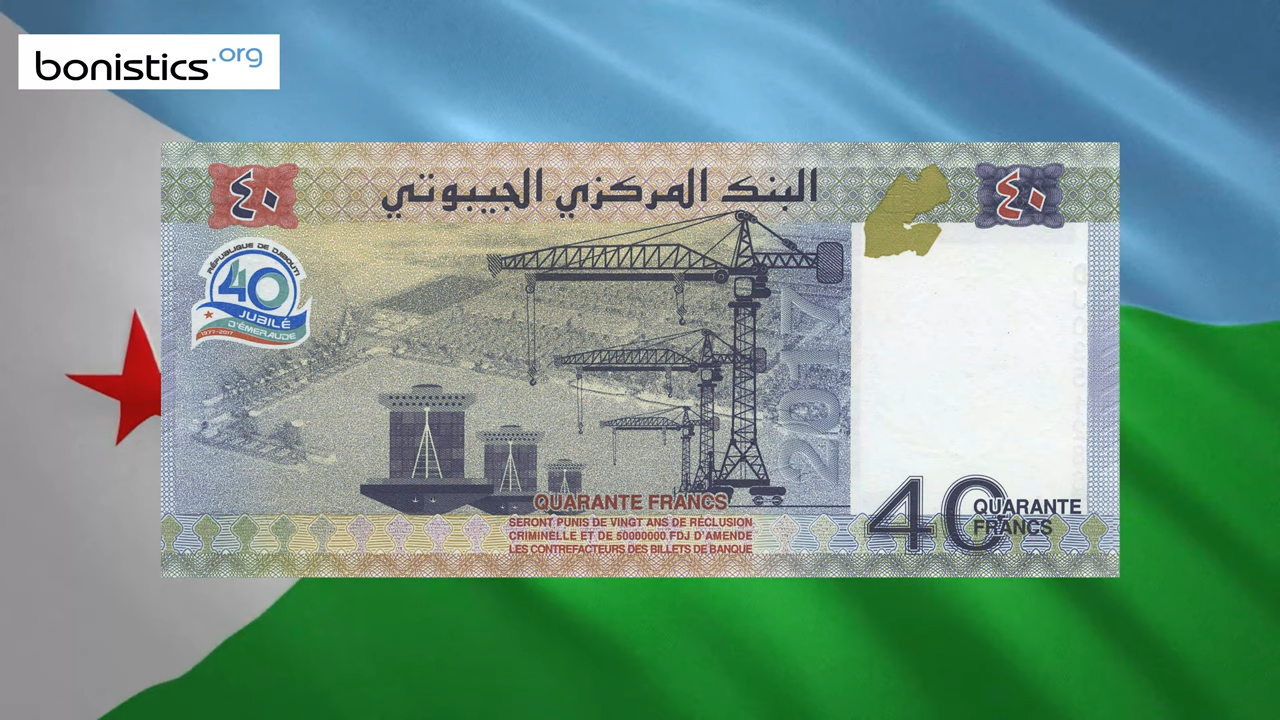 bonistics.org
٤٠
البنك المركزي الجيبوتي
٤٠
RÉPUBLIQUE DE DJIBOUTI
40
JUBILÉ
D'ÉMERAUDE
1977-2017
2017
QUARANTE FRANCS
SERONT PUNIS DE VINGT ANS DE RÉCLUSION
CRIMINELLE ET DE 50000000 FDJ D'AMENDE
LES CONTREFACTEURS DES BILLETS DE BANQUE
40
QUARANTE
FRANCS